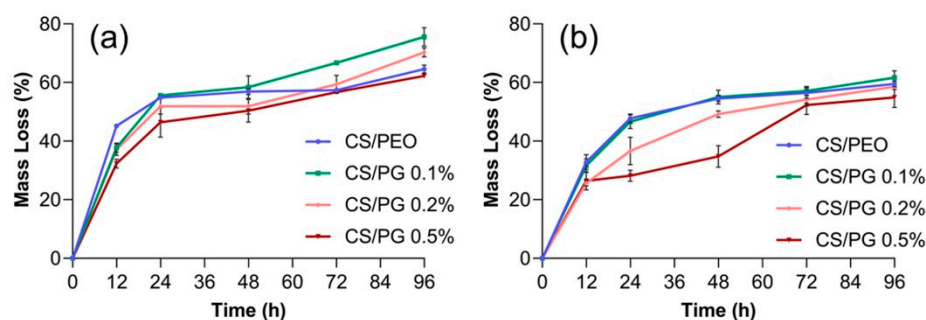 (a)
Mass Loss (%)
80
60
40
20
0
CS/PEO
CS/PG 0.1%
CS/PG 0.2%
CS/PG 0.5%
0 12 24 36 48 60 72 84 96
Time (h)
(b)
Mass Loss (%)
80
60
40
20
0
CS/PEO
CS/PG 0.1%
CS/PG 0.2%
CS/PG 0.5%
0 12 24 36 48 60 72 84 96
Time (h)